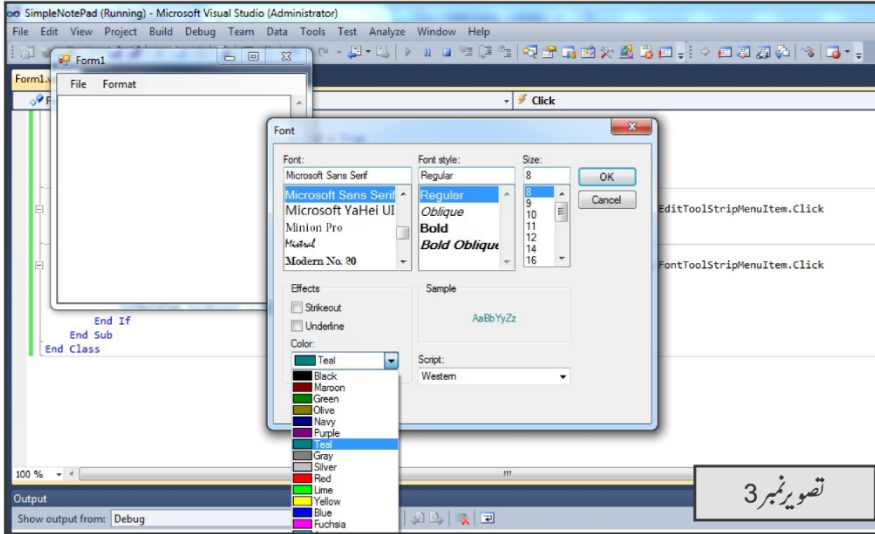 SimpleNotePad (Running) - Microsoft Visual Studio (Administrator)
File Edit View Project Build Debug Team Data Tools Test Analyze Window Help
Form1
Form1.v
File Format
Click
Font
Font: Font style: Size:
Microsoft Sans Serif Regular 8 OK
Microsoft Sans Serif Regular 8 Cancel
Microsoft YaHei UI Oblique 9
Minion Pro Bold 10
Mistral Bold Oblique 11
Modern No. 20 12
14
16
EditToolStripMenuItem.Click
FontToolStripMenuItem.Click
Effects Sample
Strikeout AaBbYyZz
Underline
Color: Script:
Teal Western
Black
Maroon
Green
Olive
Navy
Purple
Teal
Gray
Silver
Red
Lime
Yellow
Blue
Fuchsia
End If
End Sub
End Class
100 %
Output
Show output from: Debug
تصویر نمبر 3